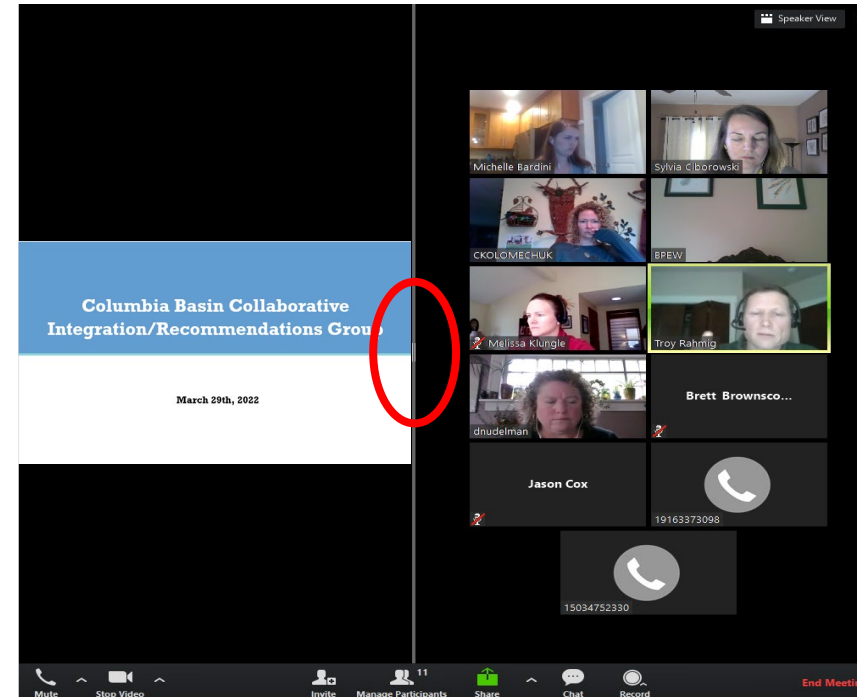 Speaker View
Michelle Bardini
Sylvia Ciborowski
CKOLOMECHUK
BPEW
Columbia Basin Collaborative
Integration/Recommendations Group
March 29th, 2022
Melissa Klungle
Troy Rahmig
dnudelman
Brett Brownsco...
Jason Cox
19163373098
15034752330
11
Mute
Stop Video
Invite
Manage Participants
Share
Chat
Record
End Meetin